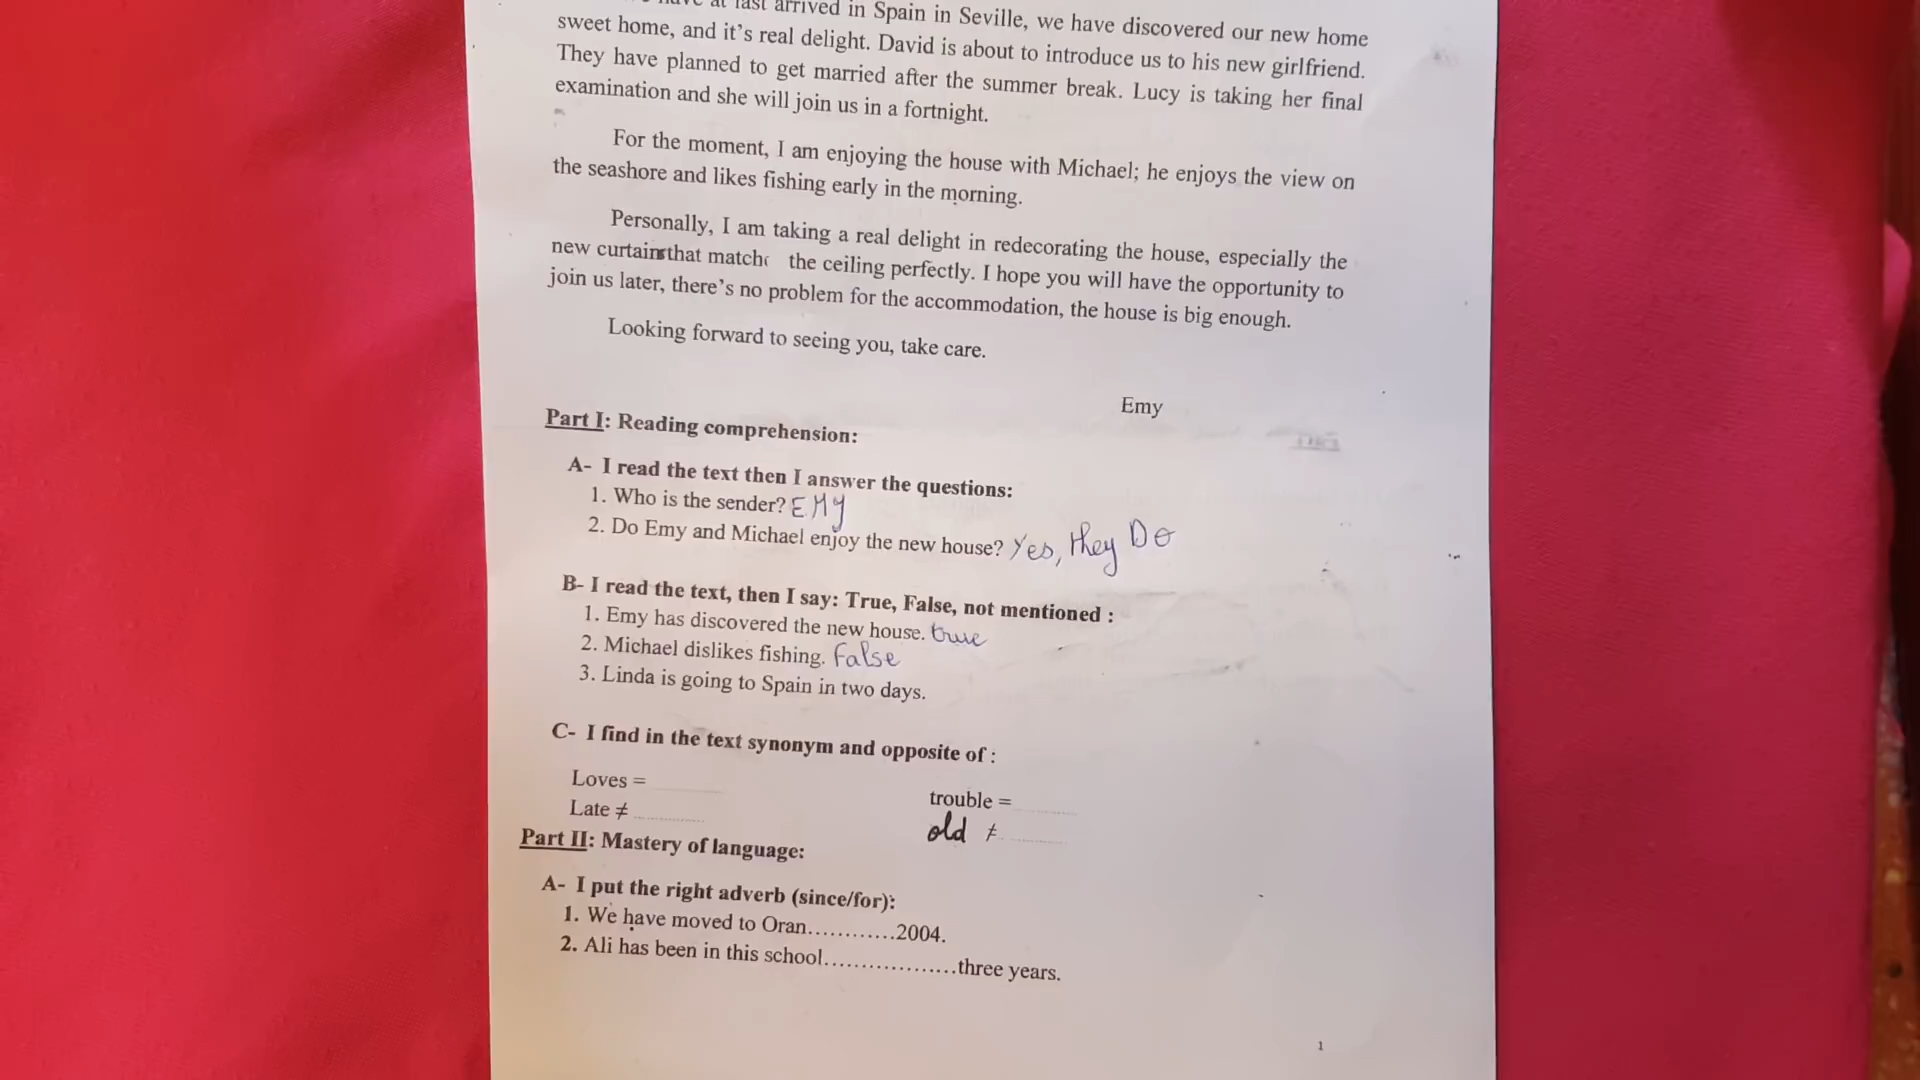 have at last arrived in Spain in Seville, we have discovered our new home
sweet home, and it's real delight. David is about to introduce us to his new girlfriend.
They have planned to get married after the summer break. Lucy is taking her final
examination and she will join us in a fortnight.
For the moment, I am enjoying the house with Michael; he enjoys the view on
the seashore and likes fishing early in the morning.
Personally, I am taking a real delight in redecorating the house, especially the
new curtains that match the ceiling perfectly. I hope you will have the opportunity to
join us later, there's no problem for the accommodation, the house is big enough.
Looking forward to seeing you, take care.
Emy
Part I: Reading comprehension:
A- I read the text then I answer the questions:
1. Who is the sender? EMy
2. Do Emy and Michael enjoy the new house? Yes, they Do
B- I read the text, then I say: True, False, not mentioned :
1. Emy has discovered the new house. true
2. Michael dislikes fishing. False
3. Linda is going to Spain in two days.
C- I find in the text synonym and opposite of :
Loves = .............. trouble = ..............
Late ≠ .............. old ≠ ..............
Part II: Mastery of language:
A- I put the right adverb (since/for):
1. We have moved to Oran............2004.
2. Ali has been in this school..................three years.
1